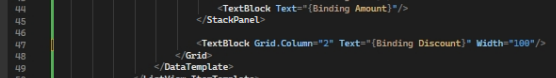 44 <TextBlock Text="{Binding Amount}"/>
45 </StackPanel>
46
47 <TextBlock Grid.Column="2" Text="{Binding Discount}" Width="100"/>
48 </Grid>
49 </DataTemplate>